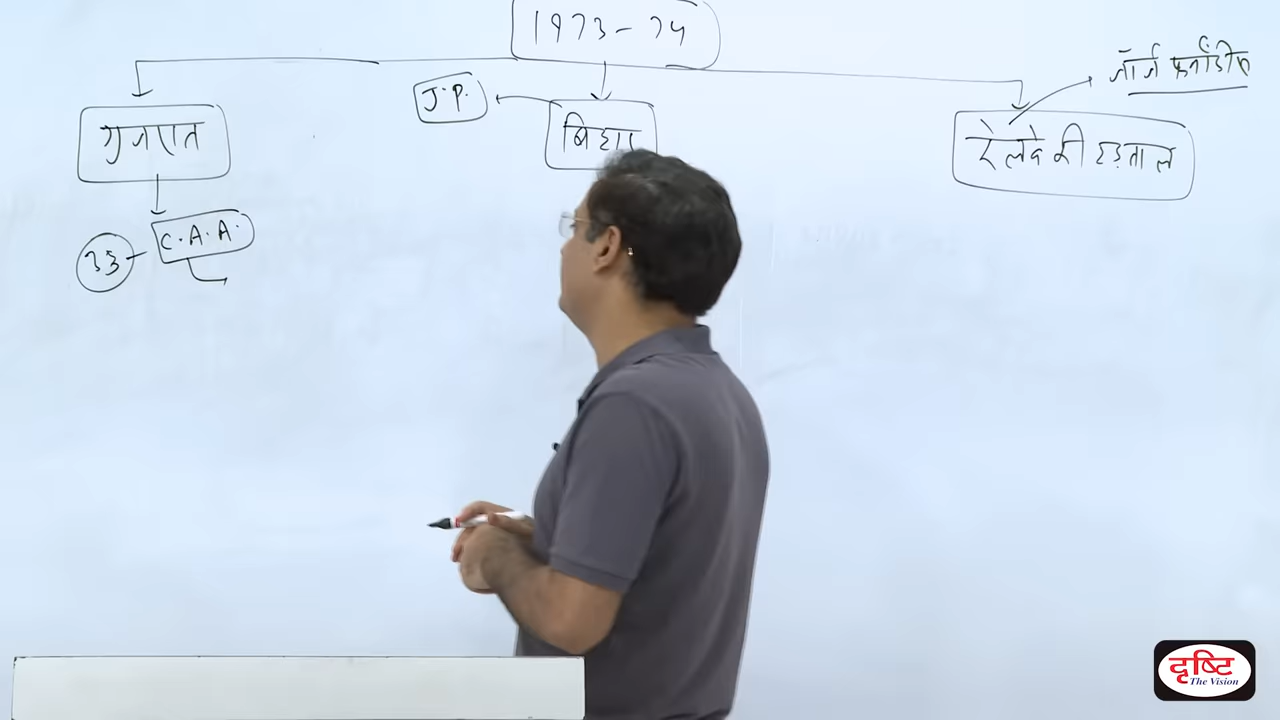 1973-74
जॉर्ज फर्नांडीस
J.P.
गुजरात
बिहार
रेलवे की हड़ताल
C.A.A.
33
दृष्टि
The Vision